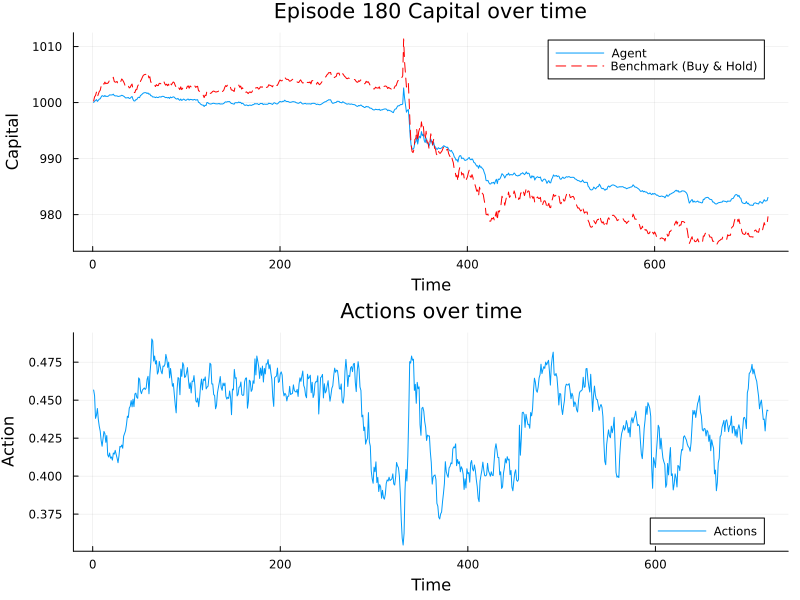 Episode 180 Capital over time
Capital
1010
1000
990
980
Agent
Benchmark (Buy & Hold)
0
200
400
600
Time
Actions over time
Action
0.475
0.450
0.425
0.400
0.375
Actions
0
200
400
600
Time